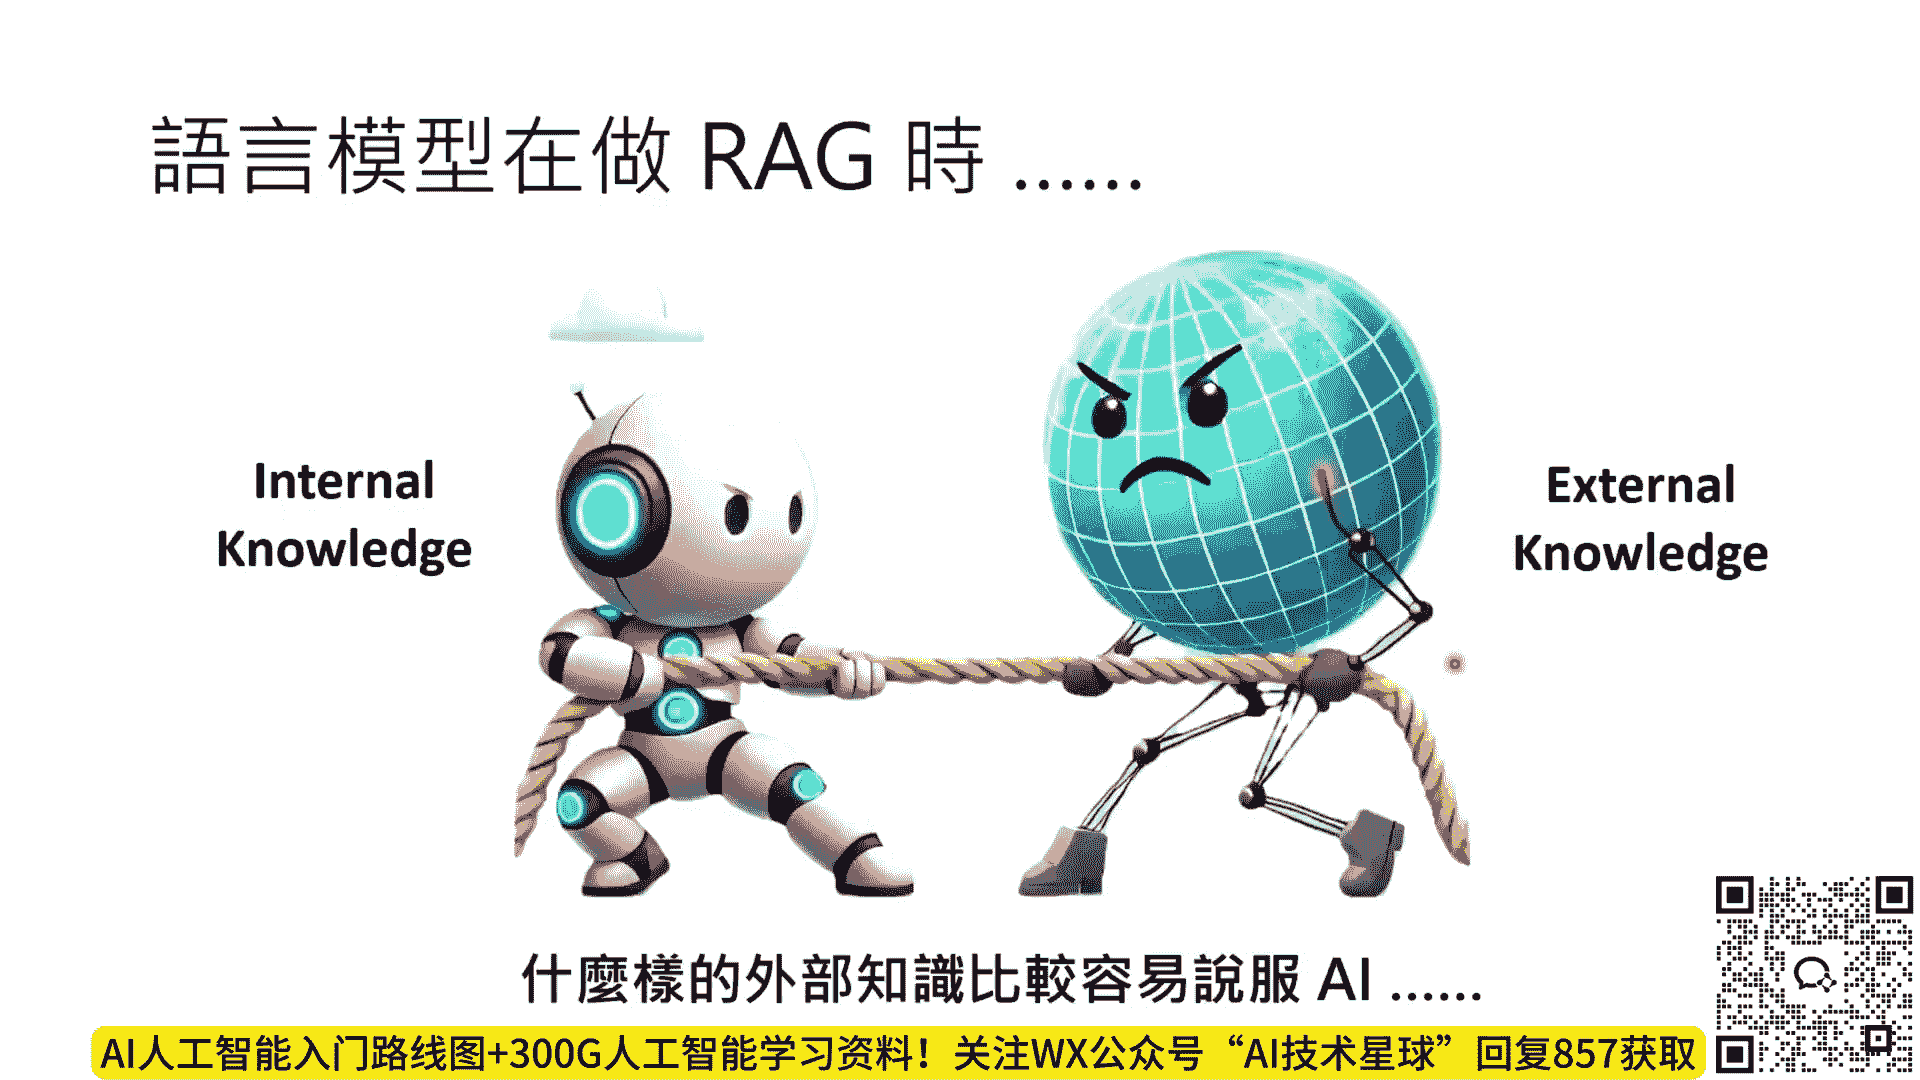 語言模型在做 RAG 時 ......
Internal
Knowledge
External
Knowledge
什麼樣的外部知識比較容易說服 AI ......
AI人工智能入门路线图+300G人工智能学习资料！关注WX公众号“AI技术星球”回复857获取